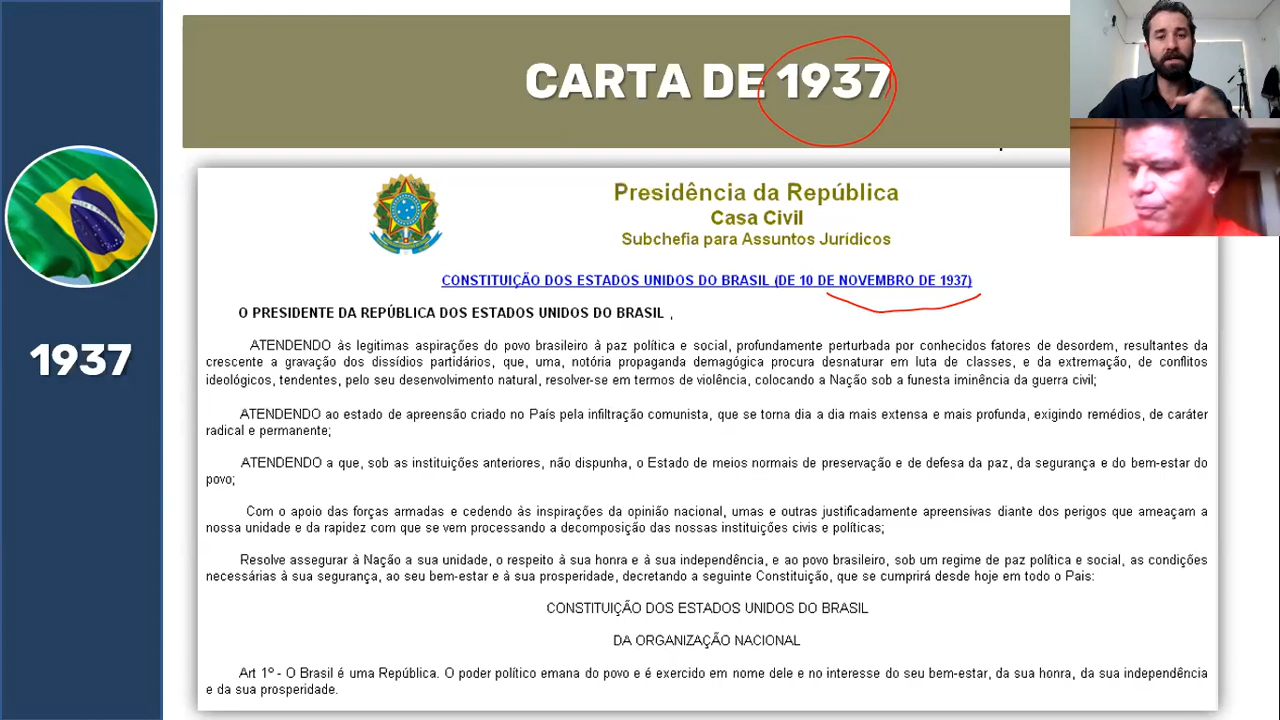 CARTA DE 1937
Presidência da República
Casa Civil
Subchefia para Assuntos Jurídicos
CONSTITUIÇÃO DOS ESTADOS UNIDOS DO BRASIL (DE 10 DE NOVEMBRO DE 1937)
O PRESIDENTE DA REPÚBLICA DOS ESTADOS UNIDOS DO BRASIL ,
ATENDENDO às legitimas aspirações do povo brasileiro à paz política e social, profundamente perturbada por conhecidos fatores de desordem, resultantes da
crescente a gravação dos dissídios partidários, que, uma, notória propaganda demagógica procura desnaturar em luta de classes, e da extremação, de conflitos
ideológicos, tendentes, pelo seu desenvolvimento natural, resolver-se em termos de violência, colocando a Nação sob a funesta iminência da guerra civil;
ATENDENDO ao estado de apreensão criado no País pela infiltração comunista, que se torna dia a dia mais extensa e mais profunda, exigindo remédios, de caráter
radical e permanente;
ATENDENDO a que, sob as instituições anteriores, não dispunha, o Estado de meios normais de preservação e de defesa da paz, da segurança e do bem-estar do
povo;
Com o apoio das forças armadas e cedendo às inspirações da opinião nacional, umas e outras justificadamente apreensivas diante dos perigos que ameaçam a
nossa unidade e da rapidez com que se vem processando a decomposição das nossas instituições civis e políticas;
Resolve assegurar à Nação a sua unidade, o respeito à sua honra e à sua independência, e ao povo brasileiro, sob um regime de paz política e social, as condições
necessárias à sua segurança, ao seu bem-estar e à sua prosperidade, decretando a seguinte Constituição, que se cumprirá desde hoje em todo o Pais:
CONSTITUIÇÃO DOS ESTADOS UNIDOS DO BRASIL
DA ORGANIZAÇÃO NACIONAL
Art 1º - O Brasil é uma República. O poder político emana do povo e é exercido em nome dele e no interesse do seu bem-estar, da sua honra, da sua independência
e da sua prosperidade.
1937